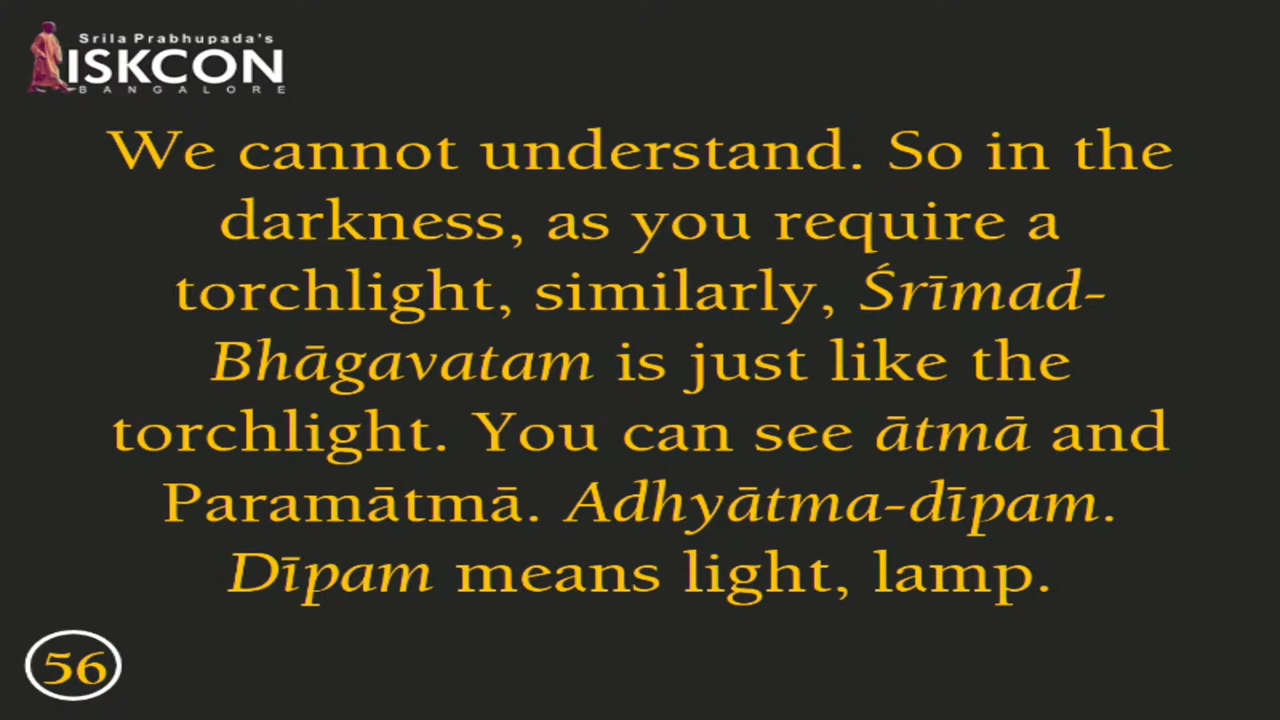 Srila Prabhupada's
ISKCON
BANGALORE
We cannot understand. So in the
darkness, as you require a
torchlight, similarly, Śrīmad-
Bhāgavatam is just like the
torchlight. You can see ātmā and
Paramātmā. Adhyātma-dīpam.
Dīpam means light, lamp.
56